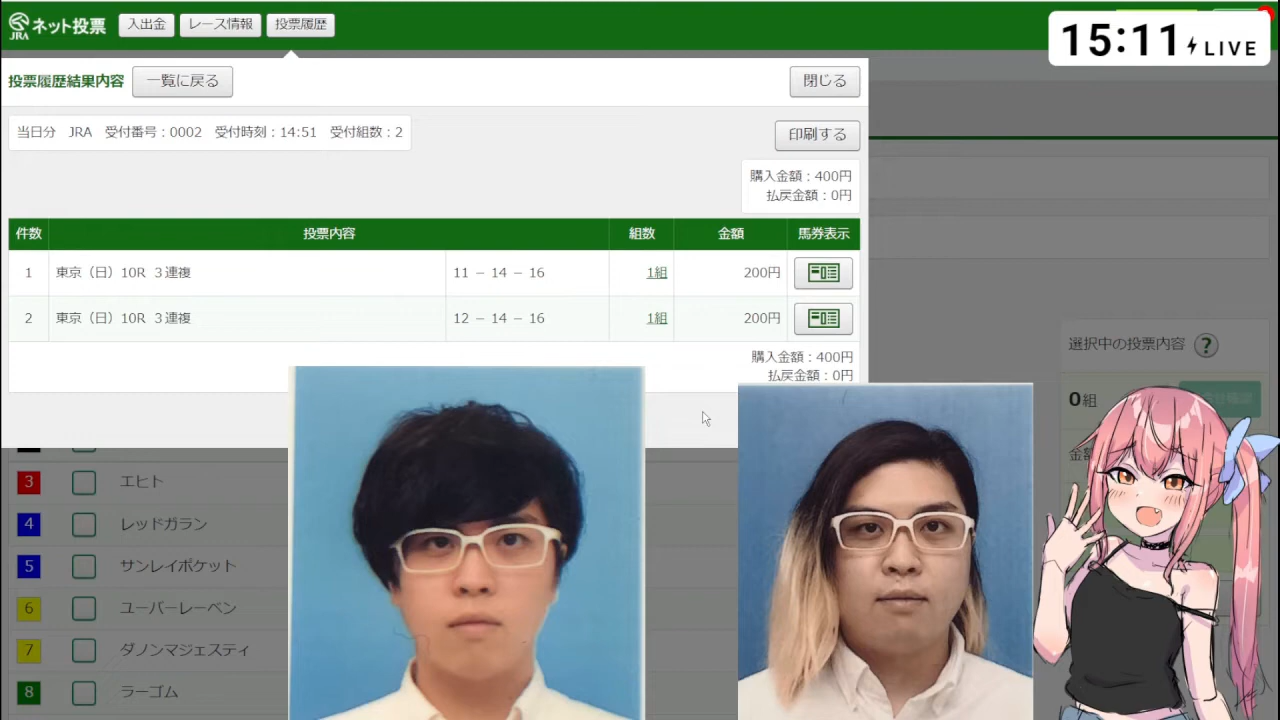 JRA ネット投票 入出金 レース情報 投票履歴
15:11 LIVE
投票履歴結果内容 一覧に戻る 閉じる
当日分 JRA 受付番号：0002 受付時刻：14:51 受付組数：2 印刷する
購入金額：400円
払戻金額：0円
件数 投票内容 組数 金額 馬券表示
1 東京（日）10R 3連複 11 － 14 － 16 1組 200円
2 東京（日）10R 3連複 12 － 14 － 16 1組 200円
購入金額：400円
払戻金額：0円
選択中の投票内容 ?
0組
3 エヒト
4 レッドガラン
5 サンレイポケット
6 ユーバーレーベン
7 ダノンマジェスティ
8 ラーゴム